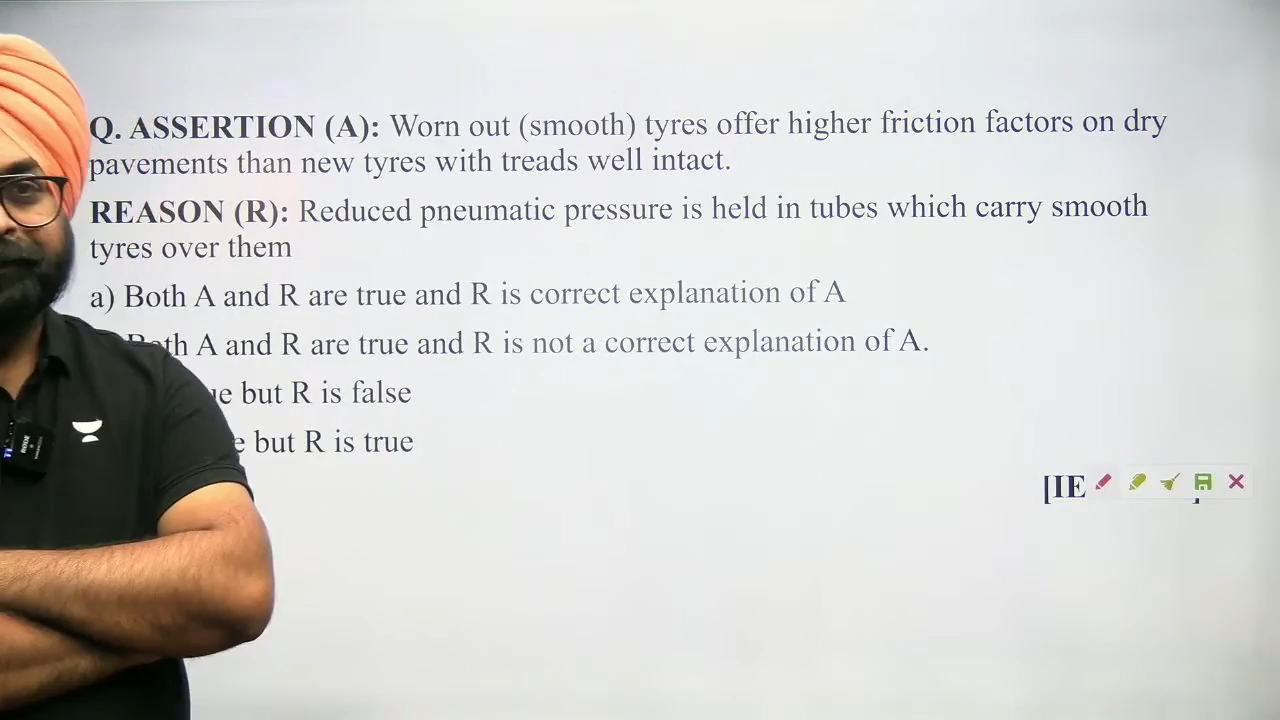 Q. ASSERTION (A): Worn out (smooth) tyres offer higher friction factors on dry
pavements than new tyres with treads well intact.
REASON (R): Reduced pneumatic pressure is held in tubes which carry smooth
tyres over them
a) Both A and R are true and R is correct explanation of A
Both A and R are true and R is not a correct explanation of A.
but R is false
but R is true
[IE ]
RODE